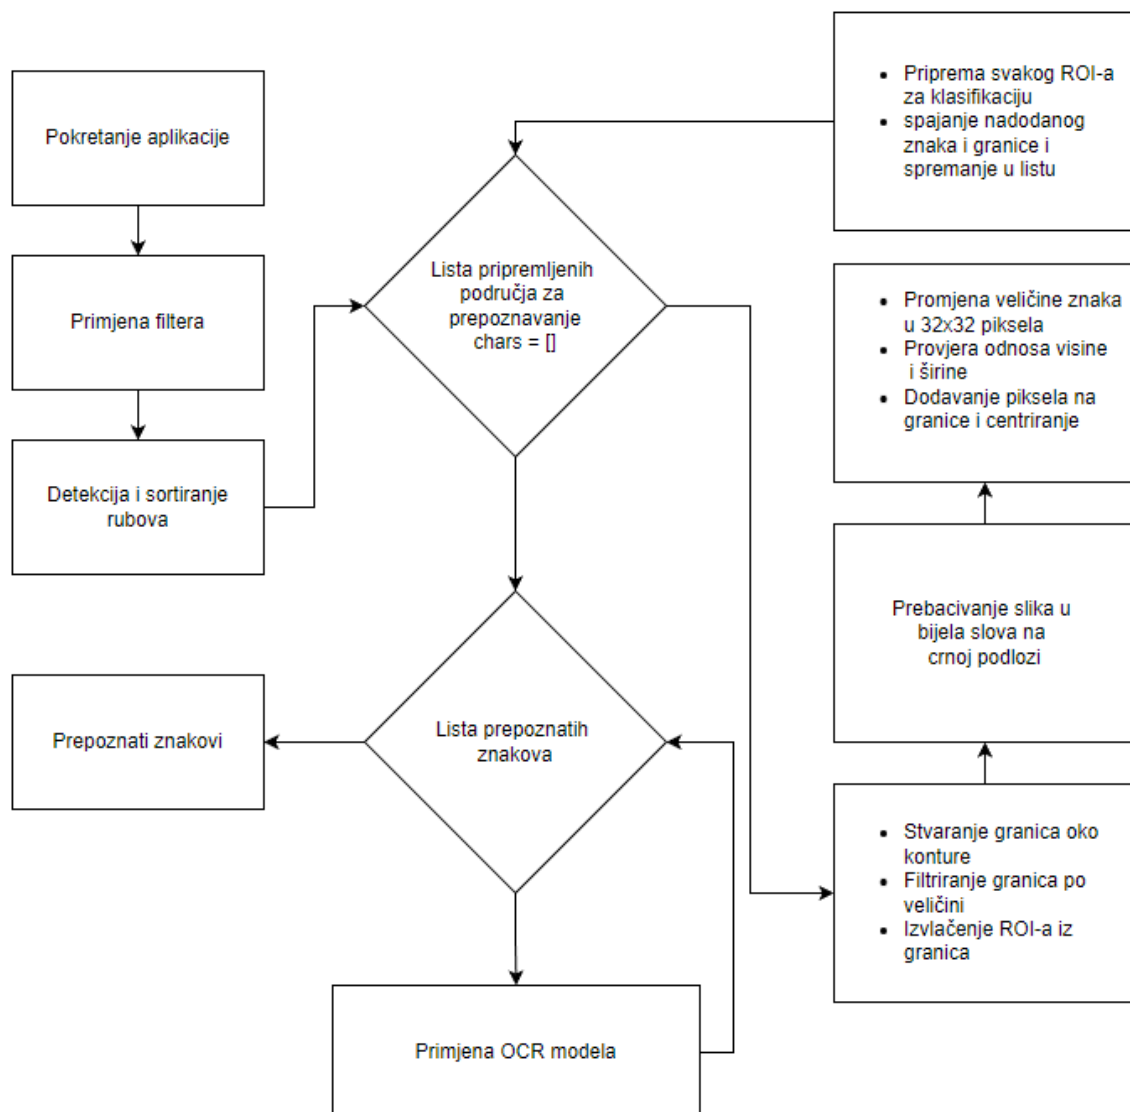 Pokretanje aplikacije
Primjena filtera
Detekcija i sortiranje
rubova
Lista pripremljenih
područja za
prepoznavanje
chars = []
Lista prepoznatih
znakova
Prepoznati znakovi
Primjena OCR modela
• Priprema svakog ROI-a
za klasifikaciju
• spajanje nadodanog
znaka i granice i
spremanje u listu
• Promjena veličine znaka
u 32x32 piksela
• Provjera odnosa visine
i širine
• Dodavanje piksela na
granice i centriranje
Prebacivanje slika u
bijela slova na
crnoj podlozi
• Stvaranje granica oko
konture
• Filtriranje granica po
veličini
• Izvlačenje ROI-a iz
granica